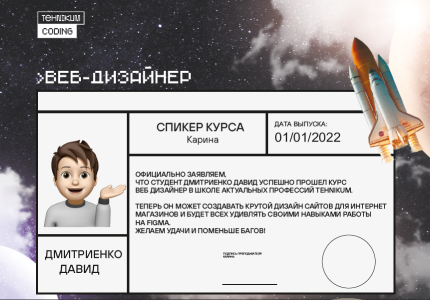 TEHNIKUM
CODING
>ВЕБ-ДИЗАЙНЕР
СПИКЕР КУРСА
Карина
ДАТА ВЫПУСКА:
01/01/2022
ОФИЦИАЛЬНО ЗАЯВЛЯЕМ,
ЧТО СТУДЕНТ ДМИТРИЕНКО ДАВИД УСПЕШНО ПРОШЕЛ КУРС
ВЕБ ДИЗАЙНЕР В ШКОЛЕ АКТУАЛЬНЫХ ПРОФЕССИЙ TEHNIKUM.
ТЕПЕРЬ ОН МОЖЕТ СОЗДАВАТЬ КРУТОЙ ДИЗАЙН САЙТОВ ДЛЯ ИНТЕРНЕТ
МАГАЗИНОВ И БУДЕТ ВСЕХ УДИВЛЯТЬ СВОИМИ НАВЫКАМИ РАБОТЫ
НА FIGMA.
ЖЕЛАЕМ УДАЧИ И ПОМЕНЬШЕ БАГОВ!
ДМИТРИЕНКО
ДАВИД